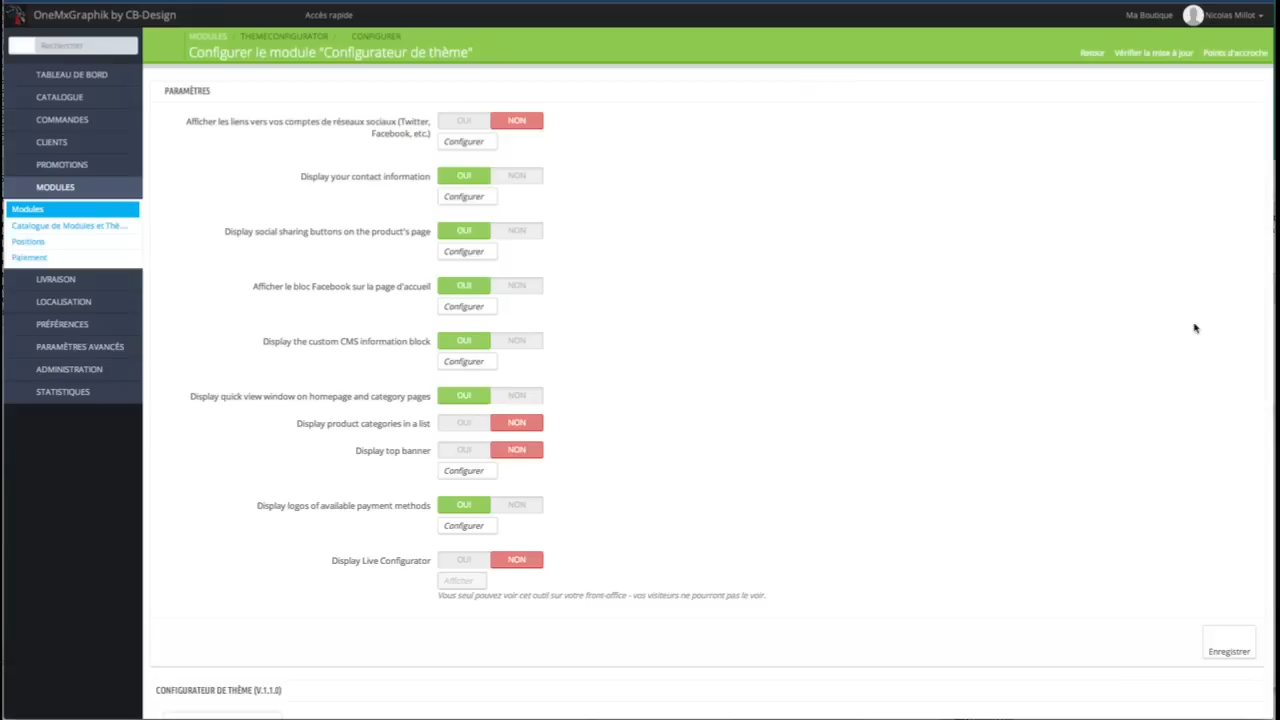 OneMxGraphik by CB-Design
Accès rapide
Ma Boutique
Nicolas Millot
Rechercher
MODULES / THEMECONFIGURATOR / CONFIGURER
Configurer le module "Configurateur de thème"
Retour
Vérifier la mise à jour
Points d'accroche
TABLEAU DE BORD
CATALOGUE
COMMANDES
CLIENTS
PROMOTIONS
MODULES
Modules
Catalogue de Modules et Thè...
Positions
Paiement
LIVRAISON
LOCALISATION
PRÉFÉRENCES
PARAMÈTRES AVANCÉS
ADMINISTRATION
STATISTIQUES
PARAMÈTRES
Afficher les liens vers vos comptes de réseaux sociaux (Twitter,
Facebook, etc.)
OUI NON
Configurer
Display your contact information
OUI NON
Configurer
Display social sharing buttons on the product's page
OUI NON
Configurer
Afficher le bloc Facebook sur la page d'accueil
OUI NON
Configurer
Display the custom CMS information block
OUI NON
Configurer
Display quick view window on homepage and category pages
OUI NON
Display product categories in a list
OUI NON
Display top banner
OUI NON
Configurer
Display logos of available payment methods
OUI NON
Configurer
Display Live Configurator
OUI NON
Afficher
Vous seul pouvez voir cet outil sur votre front-office - vos visiteurs ne pourront pas le voir.
Enregistrer
CONFIGURATEUR DE THÈME (V.1.1.0)